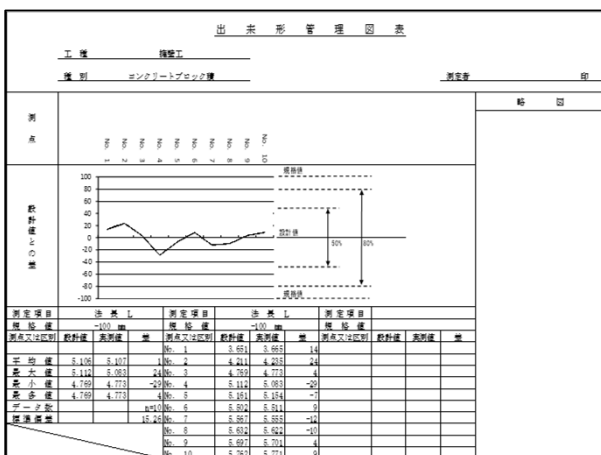 出来形管理図表
工種 擁壁工
種別 コンクリートブロック積 測定者 印
測点 略図
No. 1 No. 2 No. 3 No. 4 No. 5 No. 6 No. 7 No. 8 No. 9 No. 10
設計値との差
100 規格値
80
60
40
20
0 設計値 50% 80%
-20
-40
-60
-80
-100 規格値
測定項目 法長 L 測定項目 法長 L 測定項目
規格値 -100 mm 規格値 -100 mm 規格値
測点又は区別 設計値 実測値 差 測点又は区別 設計値 実測値 差 測点又は区別 設計値 実測値 差
No. 1 3.651 3.665 14
平均値 5.106 5.107 1 No. 2 4.211 4.235 24
最大値 5.112 5.083 24 No. 3 4.769 4.773 4
最小値 4.769 4.773 -29 No. 4 5.112 5.083 -29
最多値 4.769 4.773 4 No. 5 5.161 5.154 -7
データ数 n=10 No. 6 5.502 5.511 9
標準偏差 15.26 No. 7 5.567 5.555 -12
No. 8 5.632 5.622 -10
No. 9 5.697 5.701 4
No. 10 5.762 5.771 9